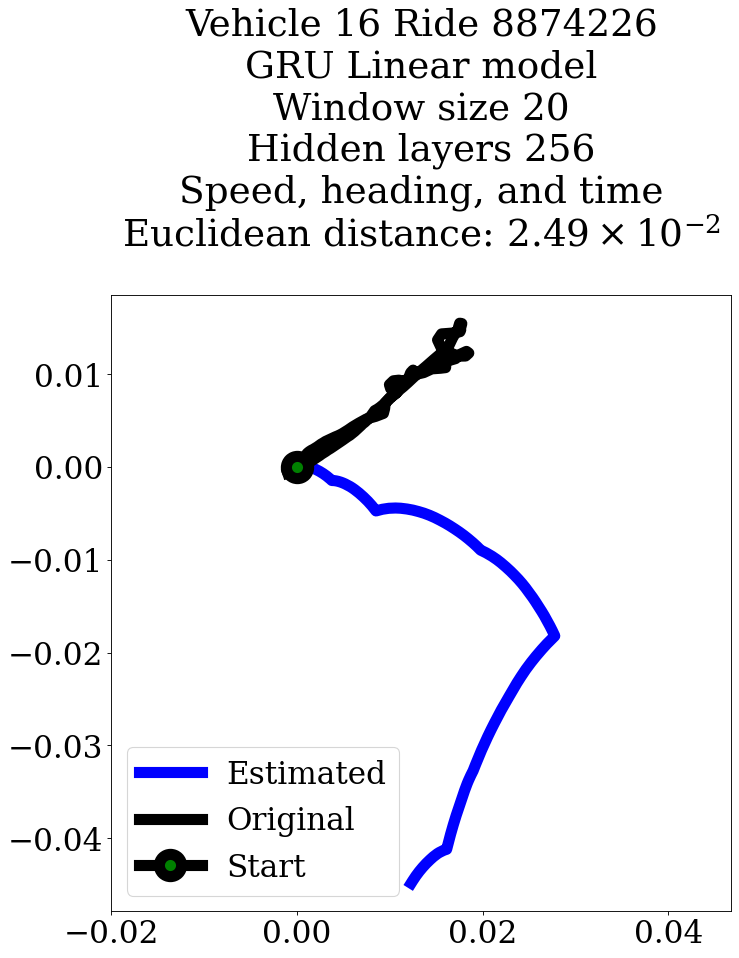 Vehicle 16 Ride 8874226
GRU Linear model
Window size 20
Hidden layers 256
Speed, heading, and time
Euclidean distance: 2.49 × 10⁻²
0.01
0.00
−0.01
−0.02
−0.03
−0.04
Estimated
Original
Start
−0.02 0.00 0.02 0.04